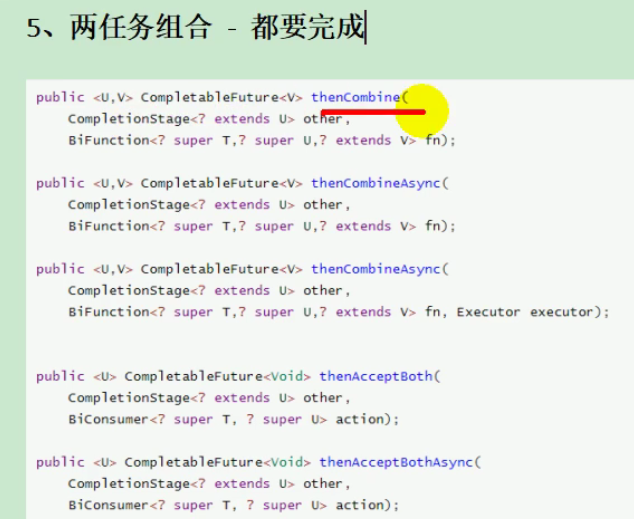 5、两任务组合 - 都要完成
public <U,V> CompletableFuture<V> thenCombine(
CompletionStage<? extends U> other,
BiFunction<? super T,? super U,? extends V> fn);
public <U,V> CompletableFuture<V> thenCombineAsync(
CompletionStage<? extends U> other,
BiFunction<? super T,? super U,? extends V> fn);
public <U,V> CompletableFuture<V> thenCombineAsync(
CompletionStage<? extends U> other,
BiFunction<? super T,? super U,? extends V> fn, Executor executor);
public <U> CompletableFuture<Void> thenAcceptBoth(
CompletionStage<? extends U> other,
BiConsumer<? super T, ? super U> action);
public <U> CompletableFuture<Void> thenAcceptBothAsync(
CompletionStage<? extends U> other,
BiConsumer<? super T, ? super U> action);